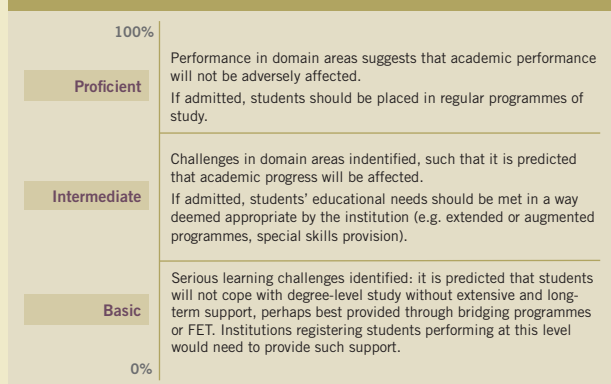 100%
Proficient
Performance in domain areas suggests that academic performance
will not be adversely affected.
If admitted, students should be placed in regular programmes of
study.
Intermediate
Challenges in domain areas indentified, such that it is predicted
that academic progress will be affected.
If admitted, students’ educational needs should be met in a way
deemed appropriate by the institution (e.g. extended or augmented
programmes, special skills provision).
Basic
Serious learning challenges identified: it is predicted that students
will not cope with degree-level study without extensive and long-
term support, perhaps best provided through bridging programmes
or FET. Institutions registering students performing at this level
would need to provide such support.
0%